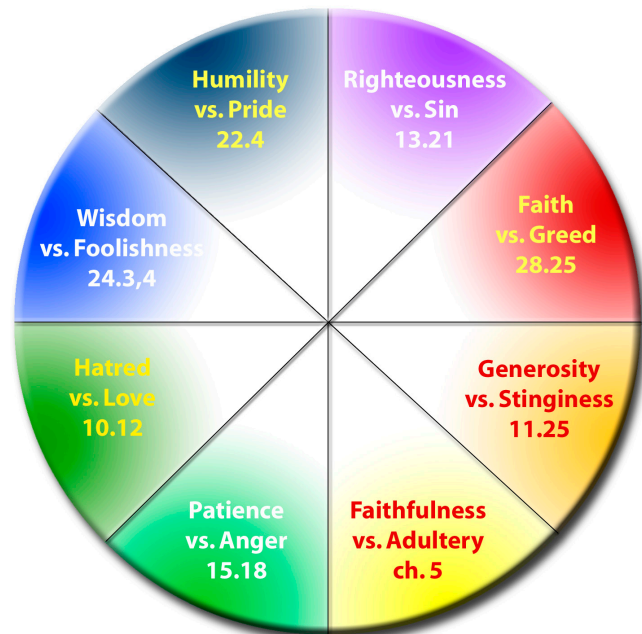 Humility
vs. Pride
22.4
Righteousness
vs. Sin
13.21
Faith
vs. Greed
28.25
Generosity
vs. Stinginess
11.25
Faithfulness
vs. Adultery
ch. 5
Patience
vs. Anger
15.18
Hatred
vs. Love
10.12
Wisdom
vs. Foolishness
24.3,4